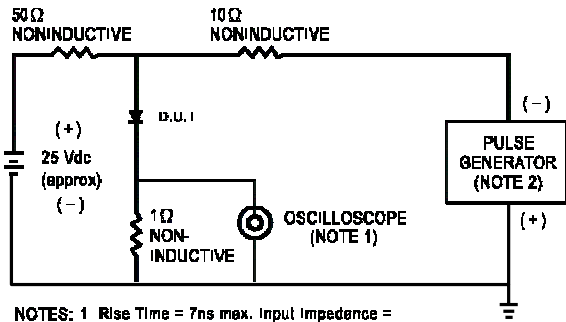 50Ω
NONINDUCTIVE
10Ω
NONINDUCTIVE
(+)
25 Vdc
(approx)
(−)
D.U.T
1Ω
NON-
INDUCTIVE
OSCILLOSCOPE
(NOTE 1)
(−)
PULSE
GENERATOR
(NOTE 2)
(+)
NOTES: 1 Rise Time = 7ns max. Input Impedance =